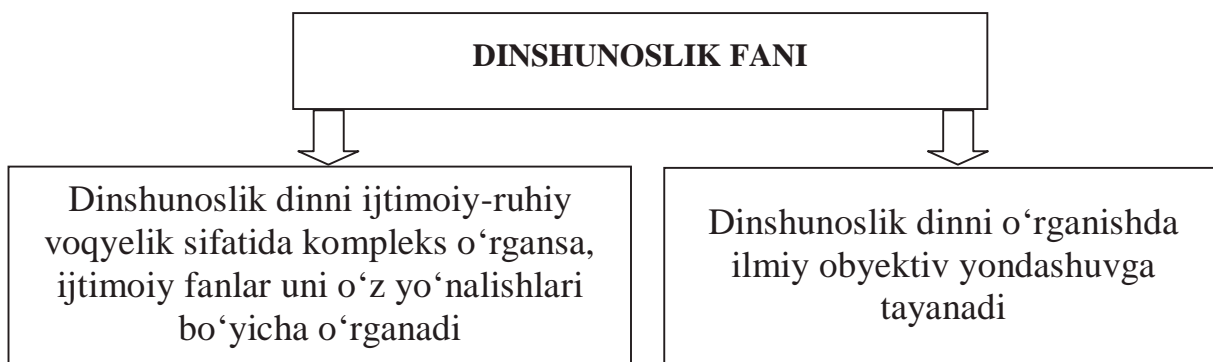 DINSHUNOSLIK FANI
Dinshunoslik dinni ijtimoiy-ruhiy
voqyelik sifatida kompleks o‘rgansa,
ijtimoiy fanlar uni o‘z yo‘nalishlari
bo‘yicha o‘rganadi
Dinshunoslik dinni o‘rganishda
ilmiy obyektiv yondashuvga
tayanadi